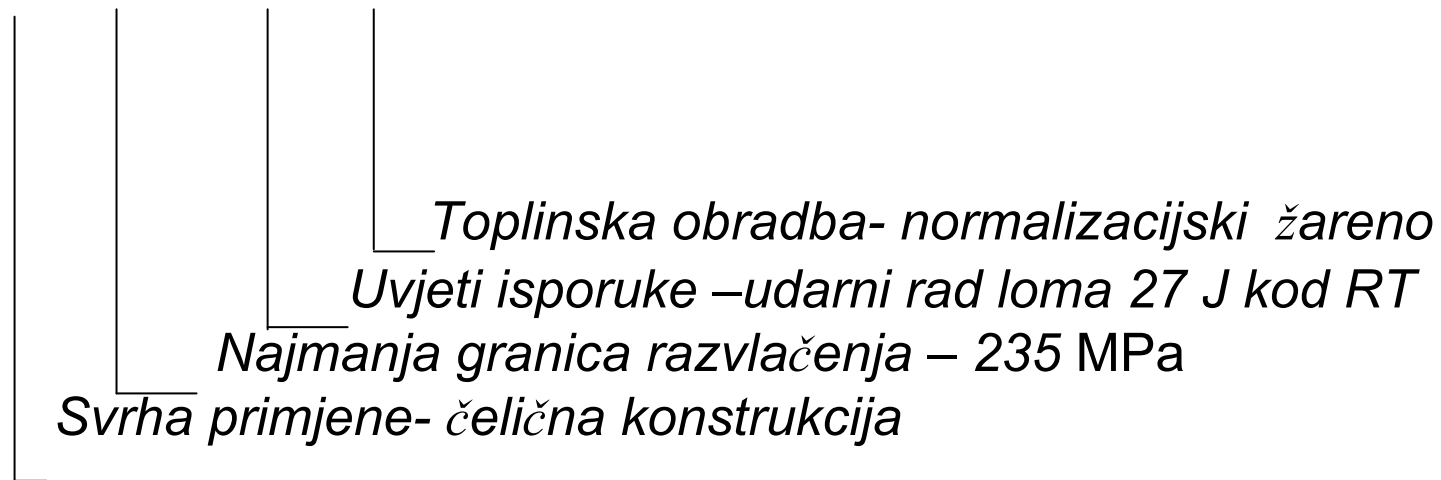 Toplinska obradba- normalizacijski žareno
Uvjeti isporuke –udarni rad loma 27 J kod RT
Najmanja granica razvlačenja – 235 MPa
Svrha primjene- čelična konstrukcija